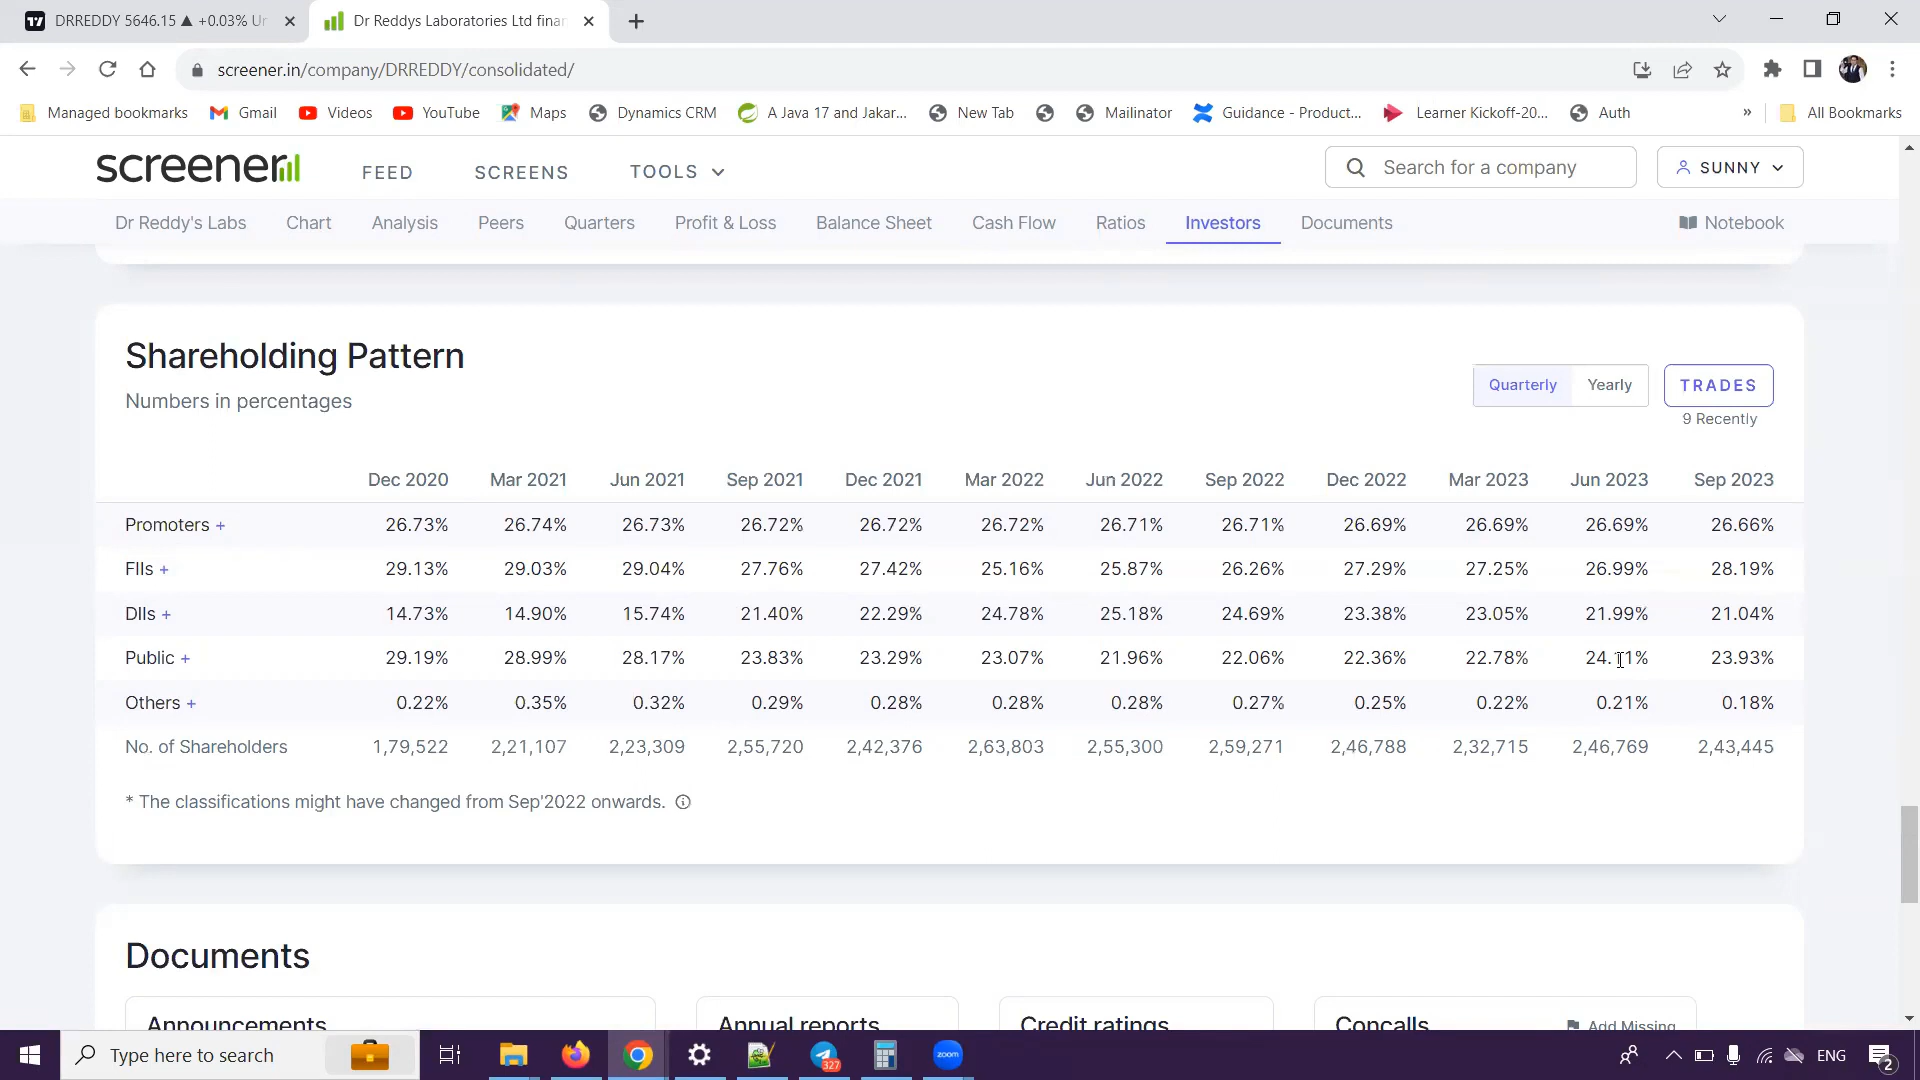 DRREDDY 5646.15 ▲ +0.03% Ur
Dr Reddys Laboratories Ltd finan
screener.in/company/DRREDDY/consolidated/
Managed bookmarks Gmail Videos YouTube Maps Dynamics CRM A Java 17 and Jakar... New Tab Mailinator Guidance - Product... Learner Kickoff-20... Auth » All Bookmarks
screener FEED SCREENS TOOLS Search for a company SUNNY
Dr Reddy's Labs Chart Analysis Peers Quarters Profit & Loss Balance Sheet Cash Flow Ratios Investors Documents Notebook
Shareholding Pattern
Numbers in percentages
Quarterly Yearly TRADES
9 Recently
Dec 2020 Mar 2021 Jun 2021 Sep 2021 Dec 2021 Mar 2022 Jun 2022 Sep 2022 Dec 2022 Mar 2023 Jun 2023 Sep 2023
Promoters + 26.73% 26.74% 26.73% 26.72% 26.72% 26.72% 26.71% 26.71% 26.69% 26.69% 26.69% 26.66%
FIIs + 29.13% 29.03% 29.04% 27.76% 27.42% 25.16% 25.87% 26.26% 27.29% 27.25% 26.99% 28.19%
DIIs + 14.73% 14.90% 15.74% 21.40% 22.29% 24.78% 25.18% 24.69% 23.38% 23.05% 21.99% 21.04%
Public + 29.19% 28.99% 28.17% 23.83% 23.29% 23.07% 21.96% 22.06% 22.36% 22.78% 24.11% 23.93%
Others + 0.22% 0.35% 0.32% 0.29% 0.28% 0.28% 0.28% 0.27% 0.25% 0.22% 0.21% 0.18%
No. of Shareholders 1,79,522 2,21,107 2,23,309 2,55,720 2,42,376 2,63,803 2,55,300 2,59,271 2,46,788 2,32,715 2,46,769 2,43,445
* The classifications might have changed from Sep'2022 onwards.
Documents
Announcements Annual reports Credit ratings Concalls Add Missing
Type here to search 327 zoom ENG 2